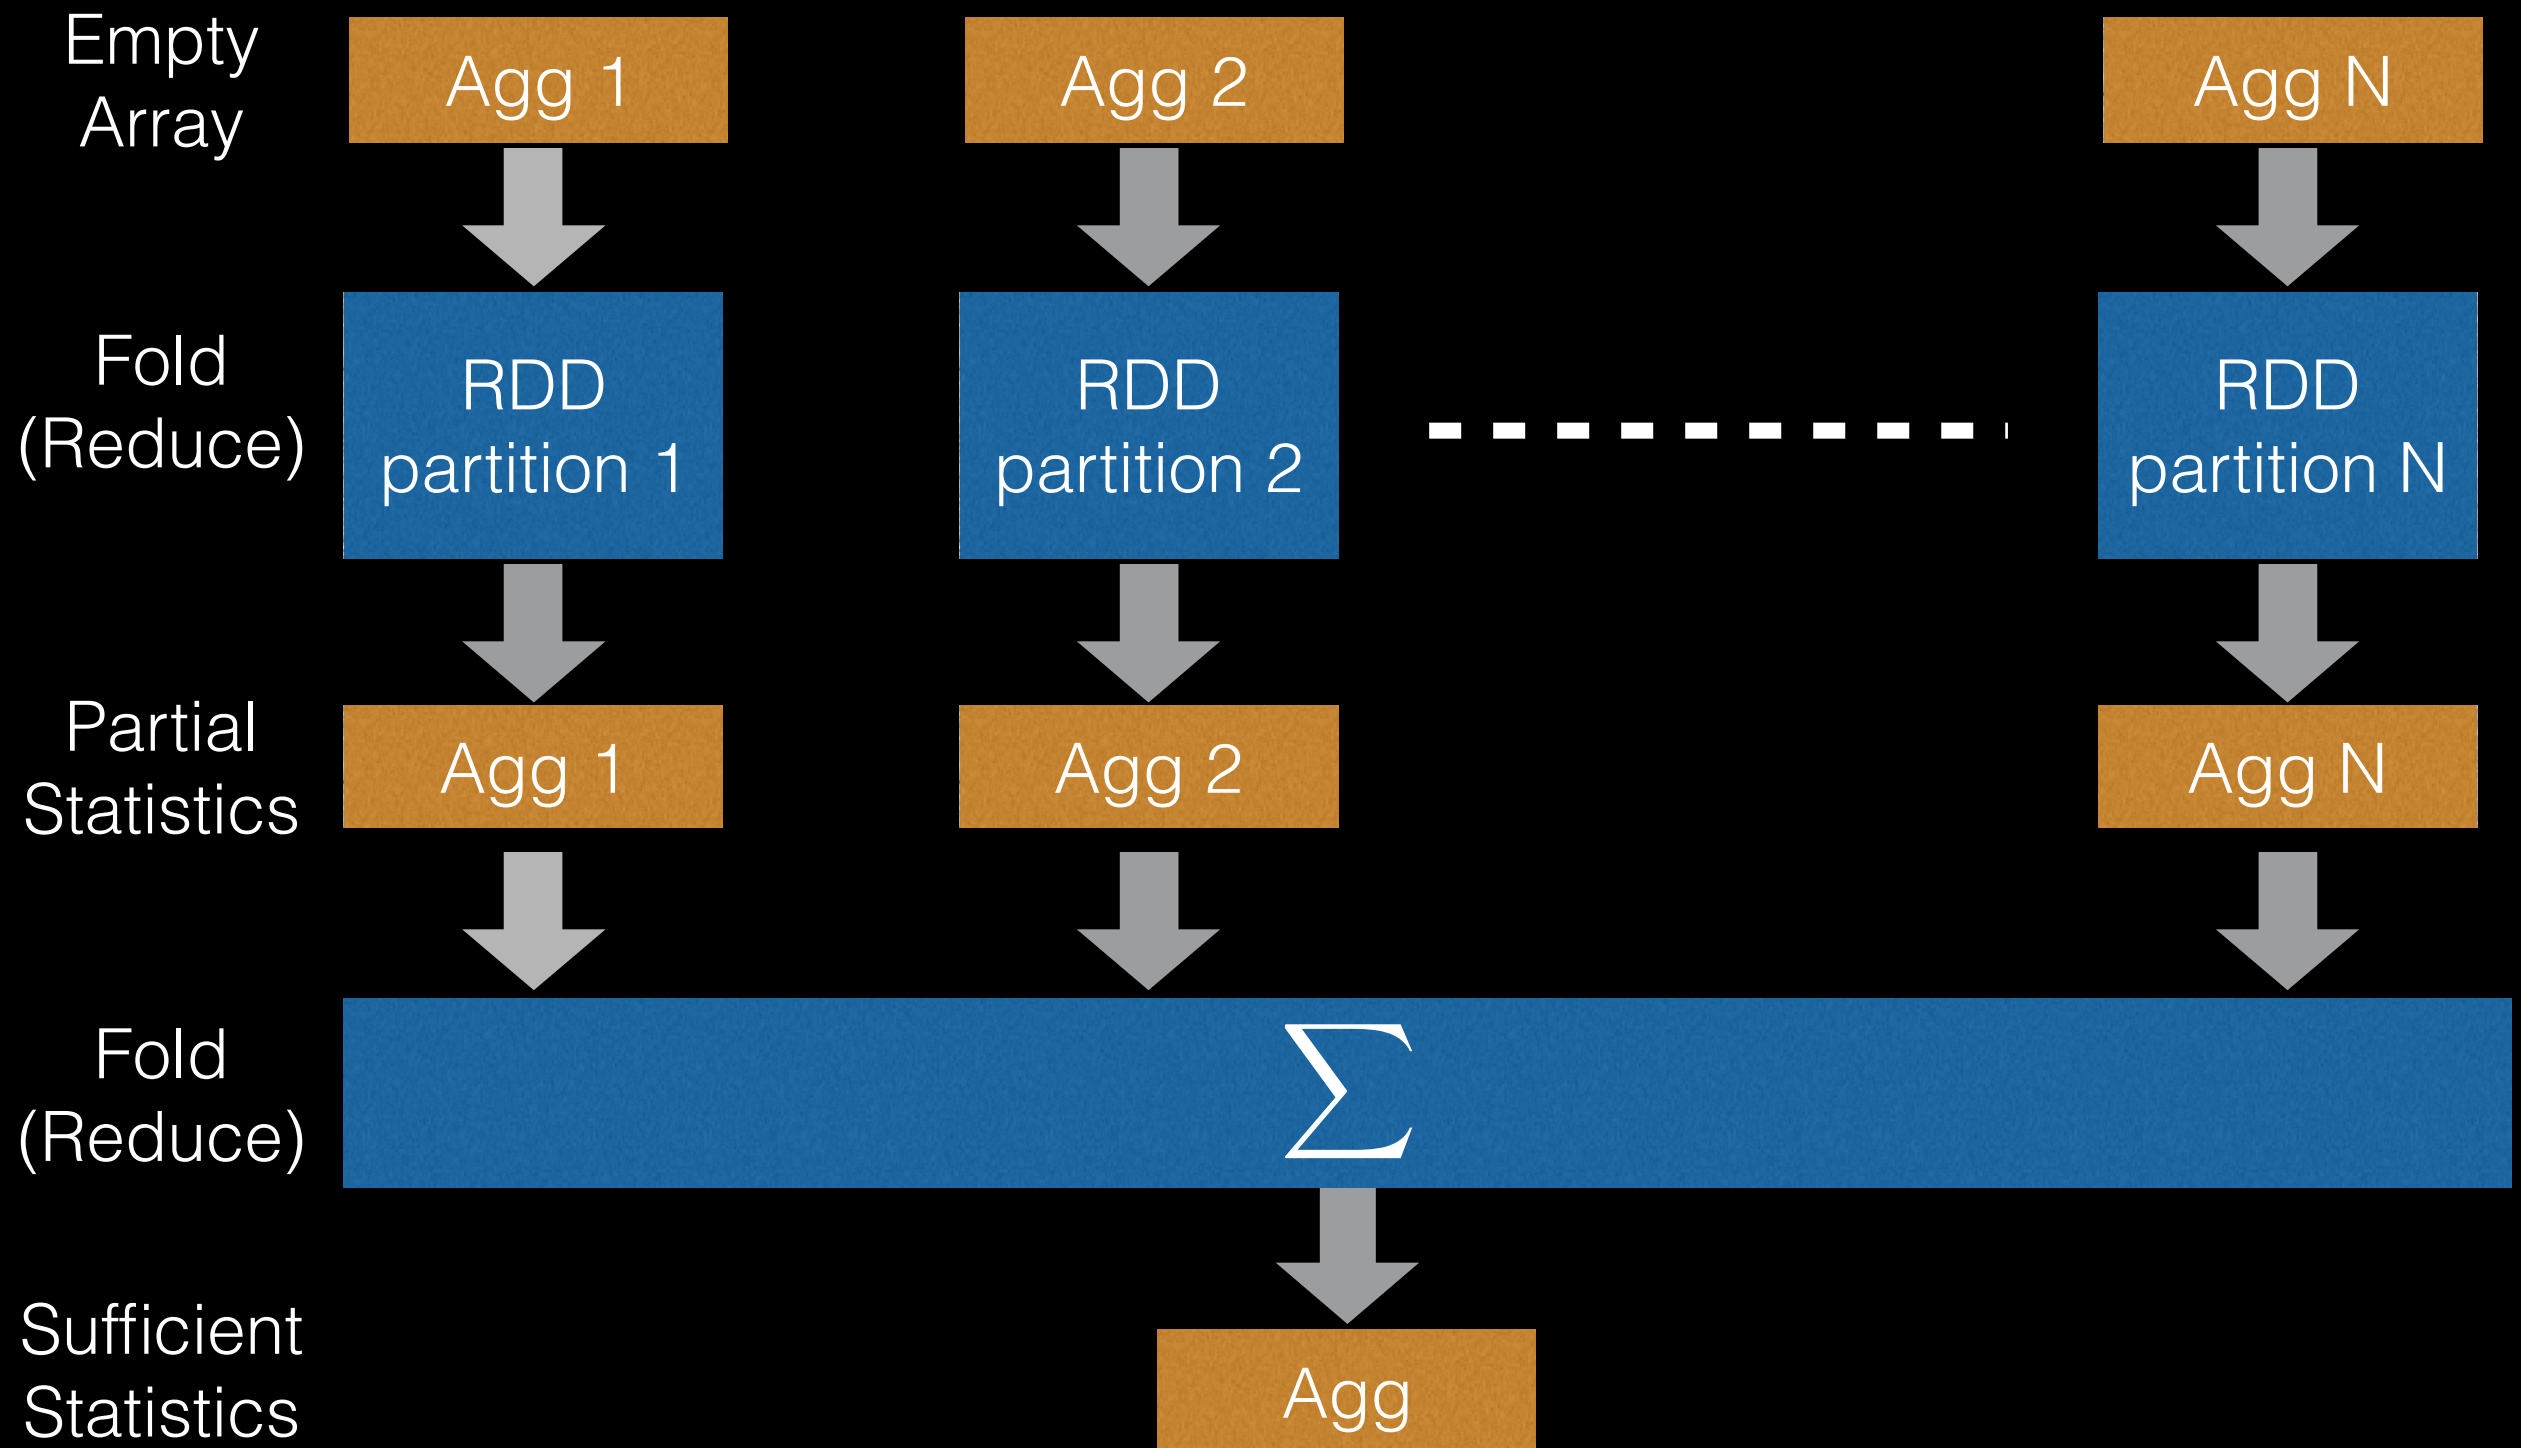 Empty
Array
Agg 1
Agg 2
Agg N
Fold
(Reduce)
RDD
partition 1
RDD
partition 2
RDD
partition N
Partial
Statistics
Agg 1
Agg 2
Agg N
Fold
(Reduce)
∑
Sufficient
Statistics
Agg